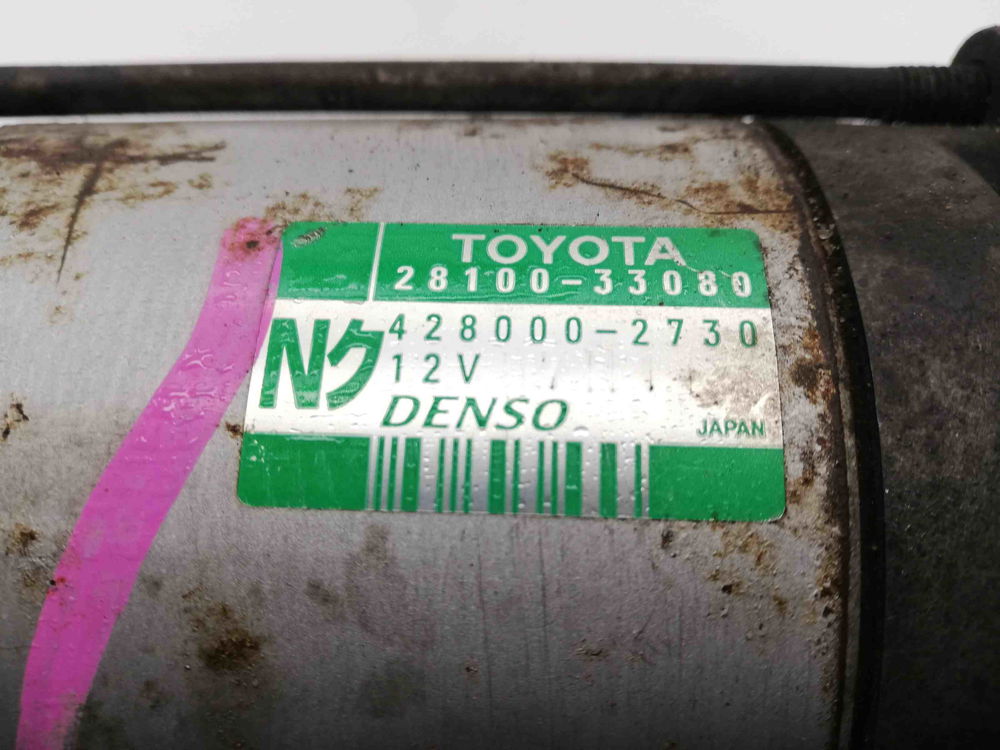 TOYOTA
28100-33080
Nク
428000-2730
12V
DENSO
JAPAN